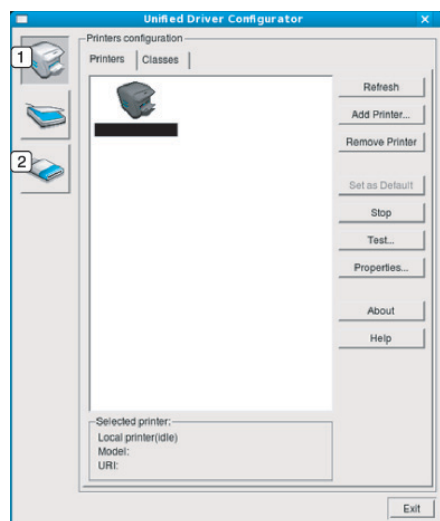 Unified Driver Configurator
Printers configuration
1
Printers
Classes
2
Refresh
Add Printer...
Remove Printer
Set as Default
Stop
Test...
Properties...
About
Help
Selected printer:
Local printer(idle)
Model:
URI:
Exit